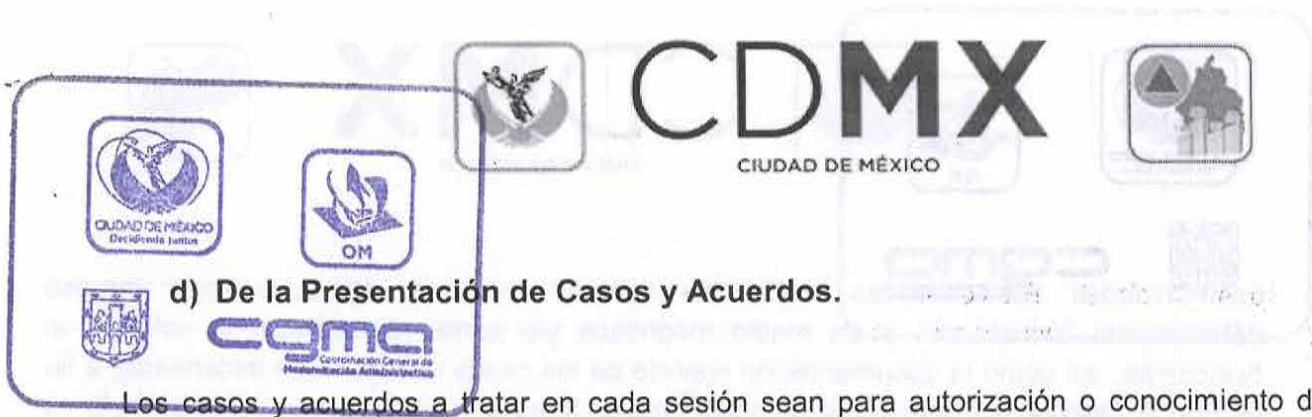 CDMX
CIUDAD DE MÉXICO
CIUDAD DE MÉXICO
Decidiendo Juntos
OM
d) De la Presentación de Casos y Acuerdos.
cgma
Coordinación General de
Modernización Administrativa
Los casos y acuerdos a tratar en cada sesión sean para autorización o conocimiento d